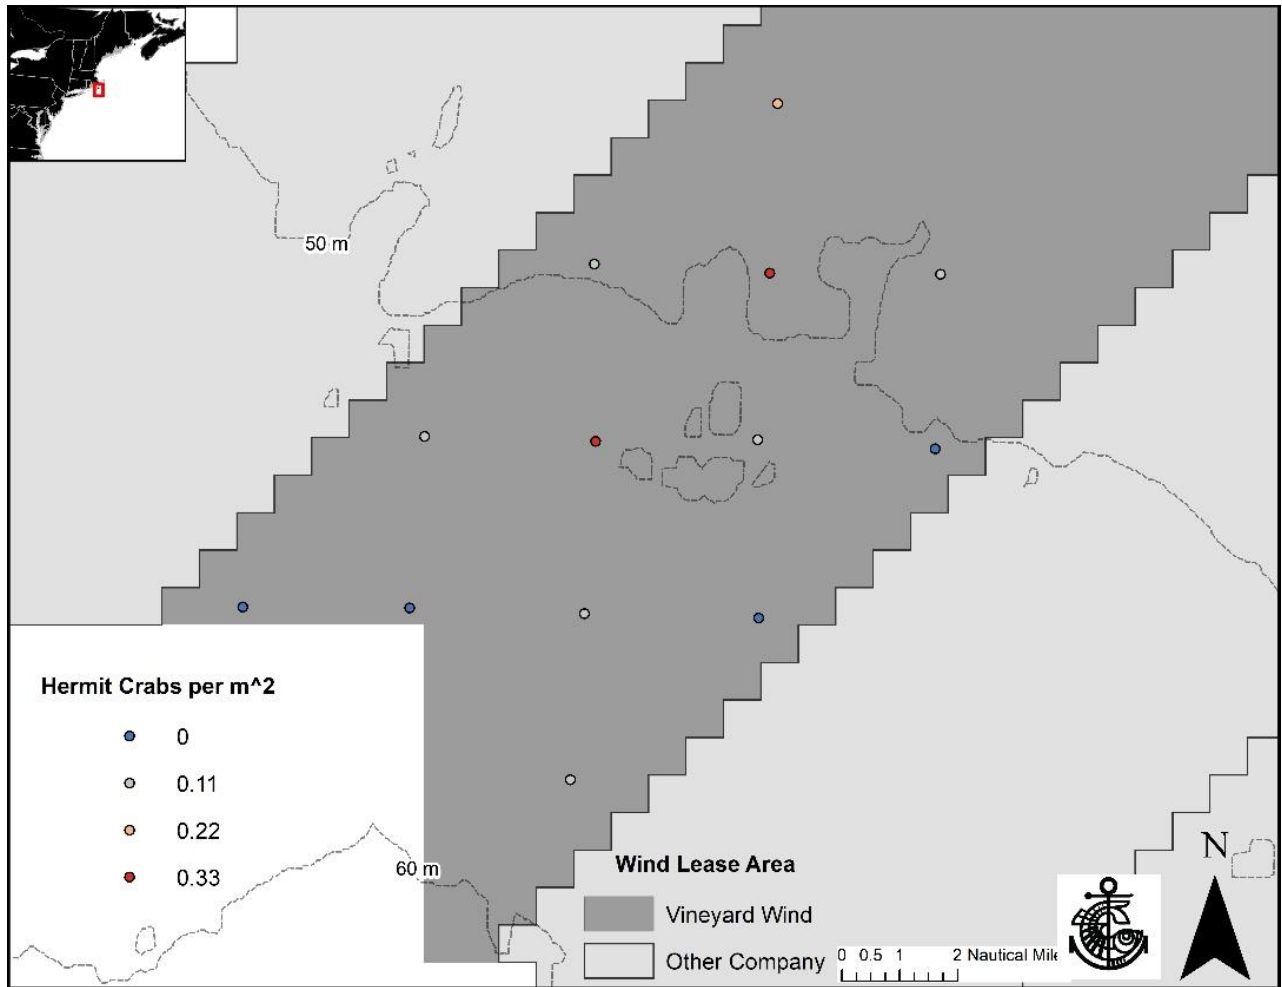 50 m
Hermit Crabs per m^2
0
0.11
0.22
0.33
60 m
Wind Lease Area
Vineyard Wind
Other Company
N
0 0.5 1 2 Nautical Mile